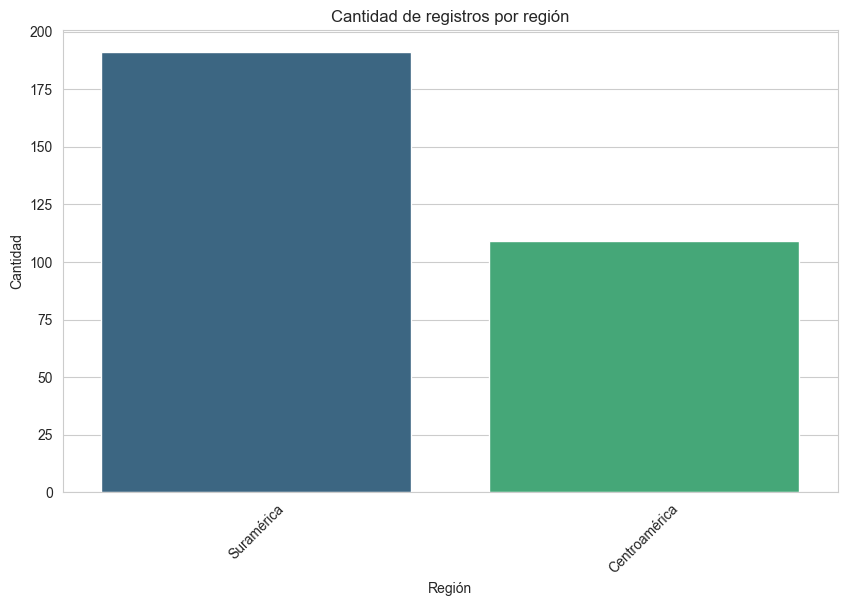 Cantidad de registros por región
200
175
150
125
100
75
50
25
0
Cantidad
Suramérica
Centroamérica
Región